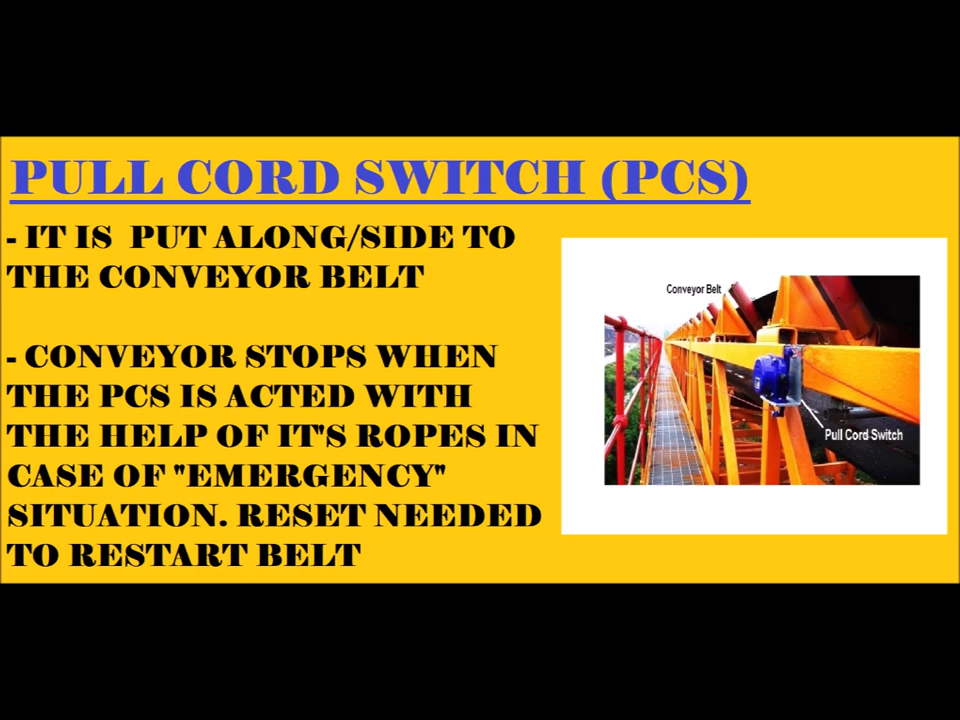 PULL CORD SWITCH (PCS)
- IT IS PUT ALONG/SIDE TO
THE CONVEYOR BELT
- CONVEYOR STOPS WHEN
THE PCS IS ACTED WITH
THE HELP OF IT'S ROPES IN
CASE OF "EMERGENCY"
SITUATION. RESET NEEDED
TO RESTART BELT
Conveyor Belt
Pull Cord Switch